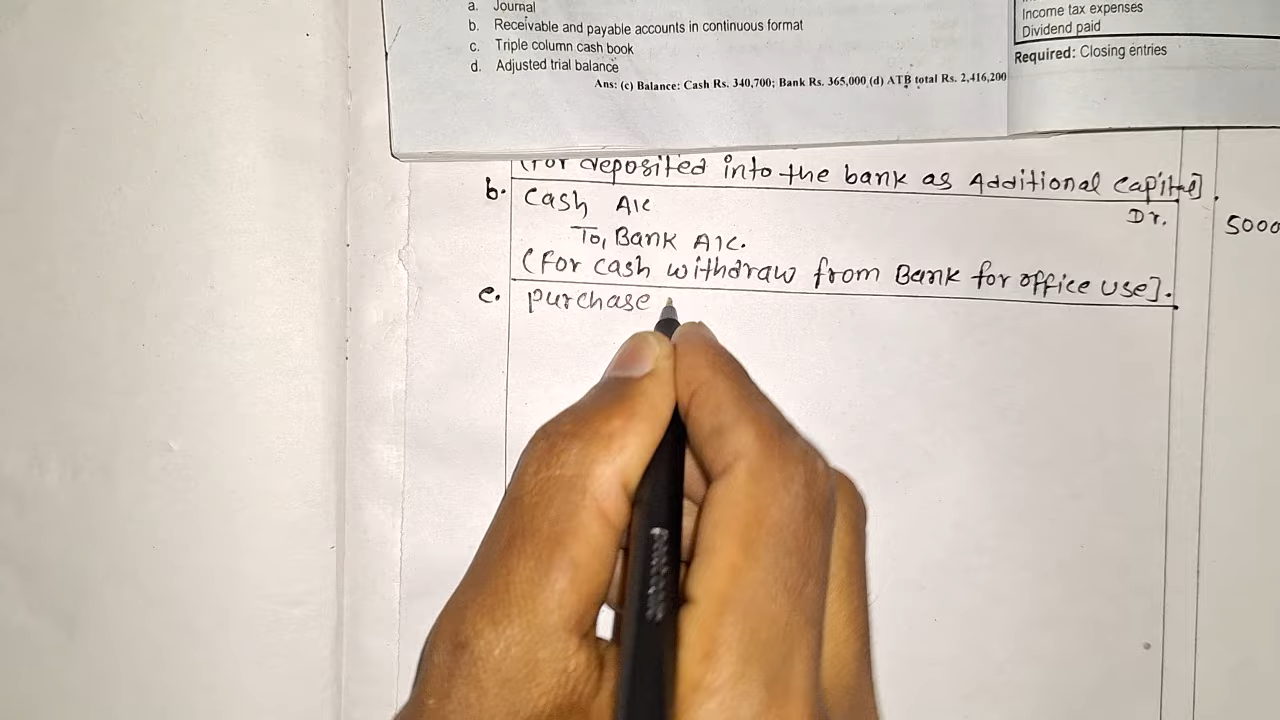 a. Journal
b. Receivable and payable accounts in continuous format
c. Triple column cash book
d. Adjusted trial balance
Ans: (c) Balance: Cash Rs. 340,700; Bank Rs. 365,000 (d) ATB total Rs. 2,416,200
Income tax expenses
Dividend paid
Required: Closing entries
(For deposited into the bank as Additional capital].
b. Cash A/c Dr. 5000
To, Bank A/c.
(For cash withdraw from Bank for office use].
c. purchase